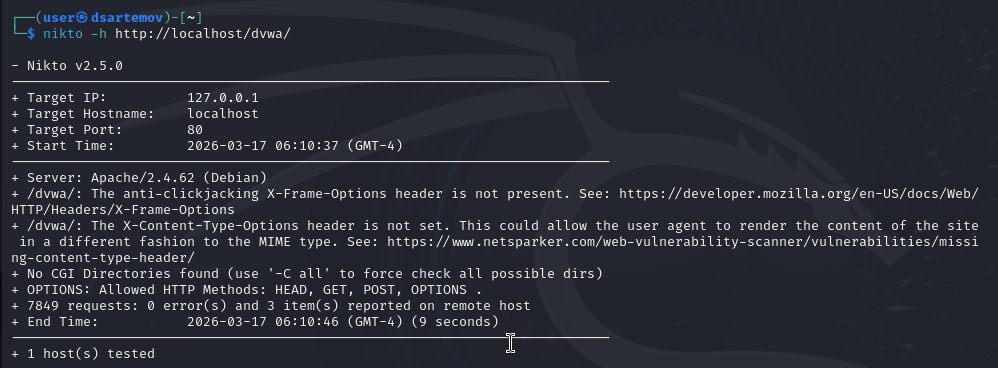 ┌──(user㉿dsartemov)-[~]
└─$ nikto -h http://localhost/dvwa/
- Nikto v2.5.0
+ Target IP:          127.0.0.1
+ Target Hostname:    localhost
+ Target Port:        80
+ Start Time:         2026-03-17 06:10:37 (GMT-4)
+ Server: Apache/2.4.62 (Debian)
+ /dvwa/: The anti-clickjacking X-Frame-Options header is not present. See: https://developer.mozilla.org/en-US/docs/Web/
HTTP/Headers/X-Frame-Options
+ /dvwa/: The X-Content-Type-Options header is not set. This could allow the user agent to render the content of the site
 in a different fashion to the MIME type. See: https://www.netsparker.com/web-vulnerability-scanner/vulnerabilities/missi
ng-content-type-header/
+ No CGI Directories found (use '-C all' to force check all possible dirs)
+ OPTIONS: Allowed HTTP Methods: HEAD, GET, POST, OPTIONS .
+ 7849 requests: 0 error(s) and 3 item(s) reported on remote host
+ End Time:           2026-03-17 06:10:46 (GMT-4) (9 seconds)
+ 1 host(s) tested